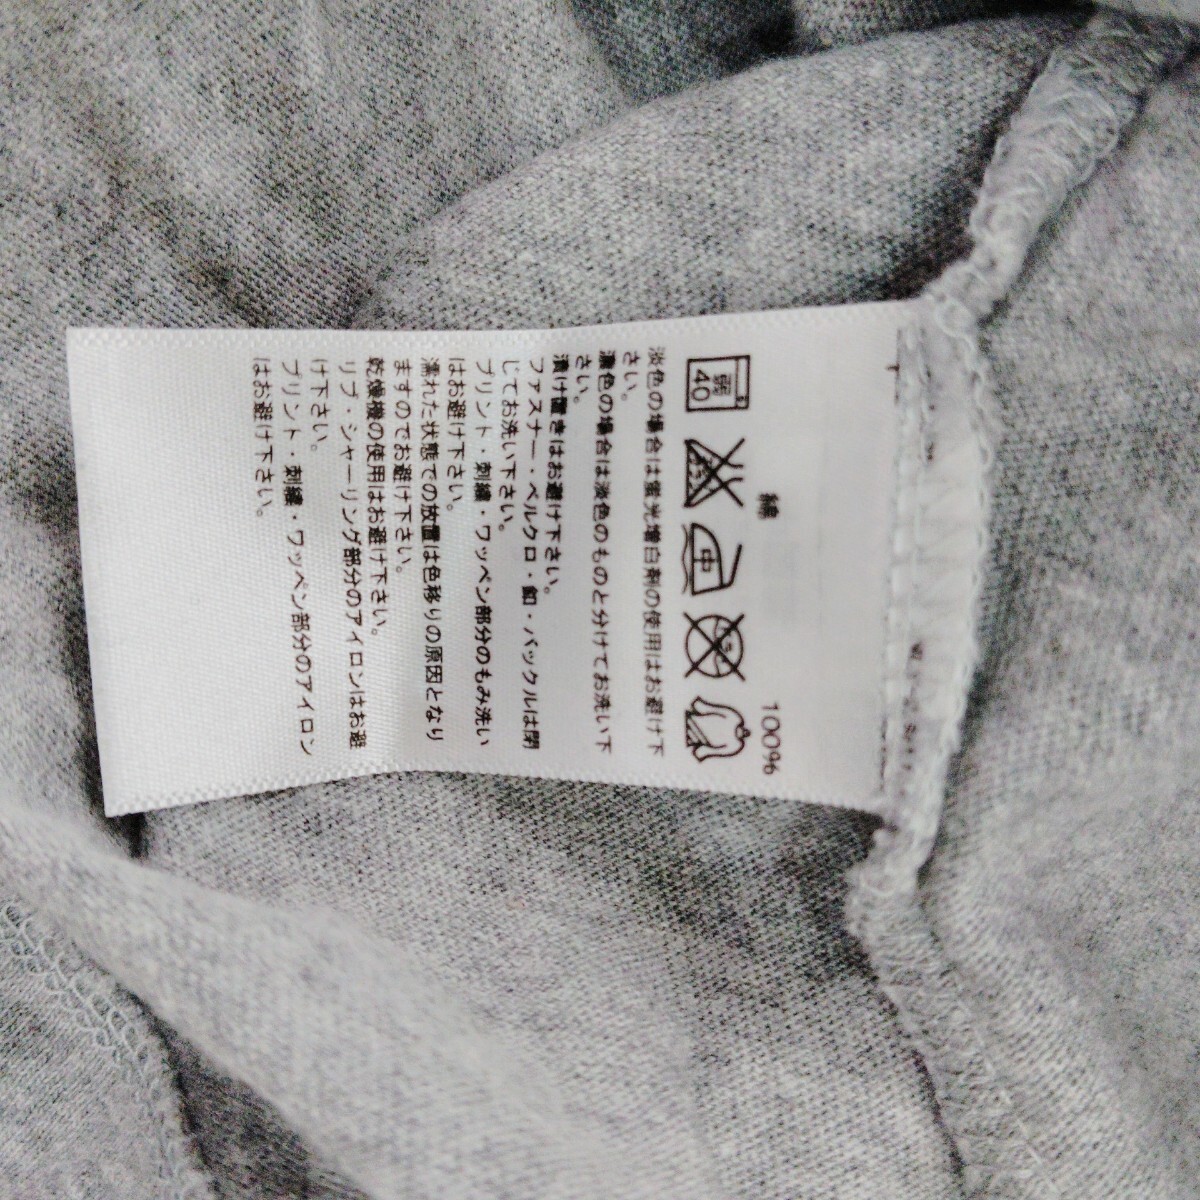 綿 100%
弱 40
中
淡色の場合は蛍光増白剤の使用はお避け下
さい。
濃色の場合は淡色のものと分けてお洗い下
さい。
漬け置きはお避け下さい。
ファスナー・ベルクロ・釦・バックルは閉
じてお洗い下さい。
プリント・刺繍・ワッペン部分のもみ洗い
はお避け下さい。
濡れた状態での放置は色移りの原因となり
ますのでお避け下さい。
乾燥機の使用はお避け下さい。
リブ・シャーリング部分のアイロンはお避
け下さい。
プリント・刺繍・ワッペン部分のアイロン
はお避け下さい。